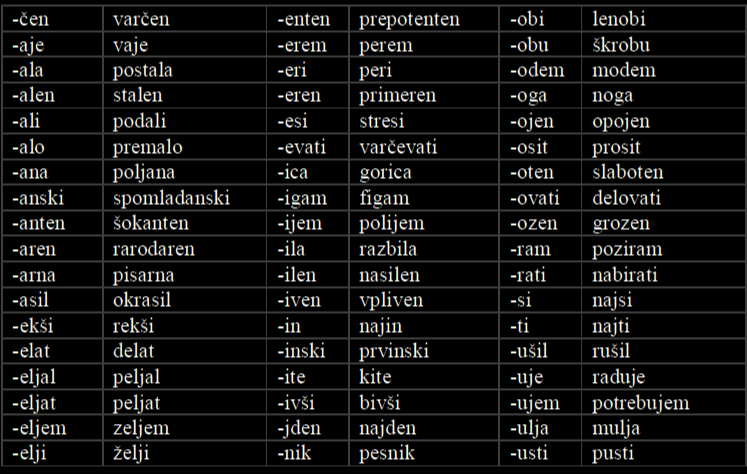 -čen varčen -enten prepotenten -obi lenobi
-aje vaje -erem perem -obu škrobu
-ala postala -eri peri -odem modem
-alen stalen -eren primeren -oga noga
-ali podali -esi stresi -ojen opojen
-alo premalo -evati varčevati -osit prosit
-ana poljana -ica gorica -oten slaboten
-anski spomladanski -igam figam -ovati delovati
-anten šokanten -ijem polijem -ozen grozen
-aren rarodaren -ila razbila -ram poziram
-arna pisarna -ilen nasilen -rati nabirati
-asil okrasil -iven vpliven -si najsi
-ekši rekši -in najin -ti najti
-elat delat -inski prvinski -ušil rušil
-eljal peljal -ite kite -uje raduje
-eljat peljat -ivši bivši -ujem potrebujem
-eljem zeljem -jden najden -ulja mulja
-elji želji -nik pesnik -usti pusti